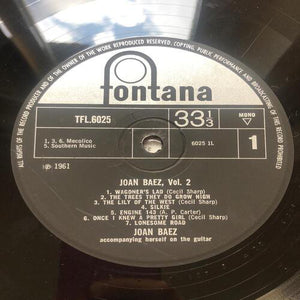 ALL RIGHTS OF THE RECORD PRODUCER AND OF THE OWNER OF THE WORK REPRODUCED RESERVED. UNAUTHORISED COPYING, PUBLIC PERFORMANCE AND BROADCASTING OF THIS RECORD PROHIBITED
fontana
TFL.6025
33 1/3
MONO
1, 3, 6. Mecolico
5. Southern Music
6025 1L
1
℗ 1961
JOAN BAEZ, Vol. 2
1. WAGONER'S LAD (Cecil Sharp)
2. THE TREES THEY DO GROW HIGH
3. THE LILY OF THE WEST (Cecil Sharp)
4. SILKIE
5. ENGINE 143 (A. P. Carter)
6. ONCE I KNEW A PRETTY GIRL (Cecil Sharp)
7. LONESOME ROAD
JOAN BAEZ
accompanying herself on the guitar